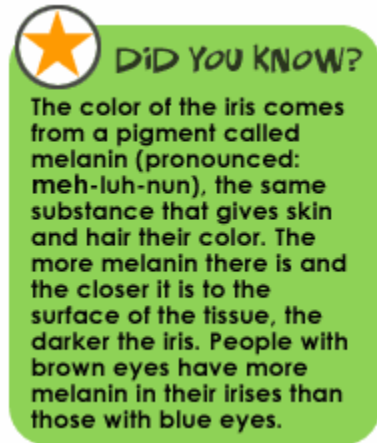 DiD YOU KNOW?
The color of the iris comes
from a pigment called
melanin (pronounced:
meh-luh-nun), the same
substance that gives skin
and hair their color. The
more melanin there is and
the closer it is to the
surface of the tissue, the
darker the iris. People with
brown eyes have more
melanin in their irises than
those with blue eyes.